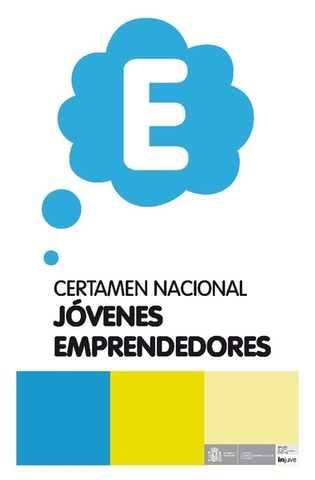 E
CERTAMEN NACIONAL
JÓVENES
EMPRENDEDORES
injuve